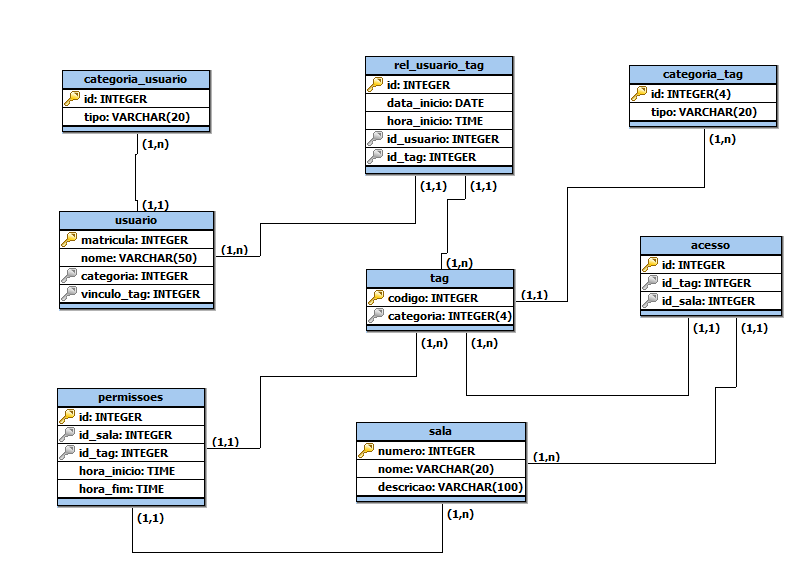 categoria_usuario
id: INTEGER
tipo: VARCHAR(20)
(1,n)
(1,1)
usuario
matricula: INTEGER
nome: VARCHAR(50)
categoria: INTEGER
vinculo_tag: INTEGER
(1,n)
rel_usuario_tag
id: INTEGER
data_inicio: DATE
hora_inicio: TIME
id_usuario: INTEGER
id_tag: INTEGER
(1,1)
(1,1)
categoria_tag
id: INTEGER(4)
tipo: VARCHAR(20)
(1,n)
(1,n)
tag
codigo: INTEGER
categoria: INTEGER(4)
(1,1)
(1,n)
(1,n)
acesso
id: INTEGER
id_tag: INTEGER
id_sala: INTEGER
(1,1)
(1,1)
permissoes
id: INTEGER
id_sala: INTEGER
id_tag: INTEGER
hora_inicio: TIME
hora_fim: TIME
(1,1)
(1,1)
sala
numero: INTEGER
nome: VARCHAR(20)
descricao: VARCHAR(100)
(1,n)
(1,n)